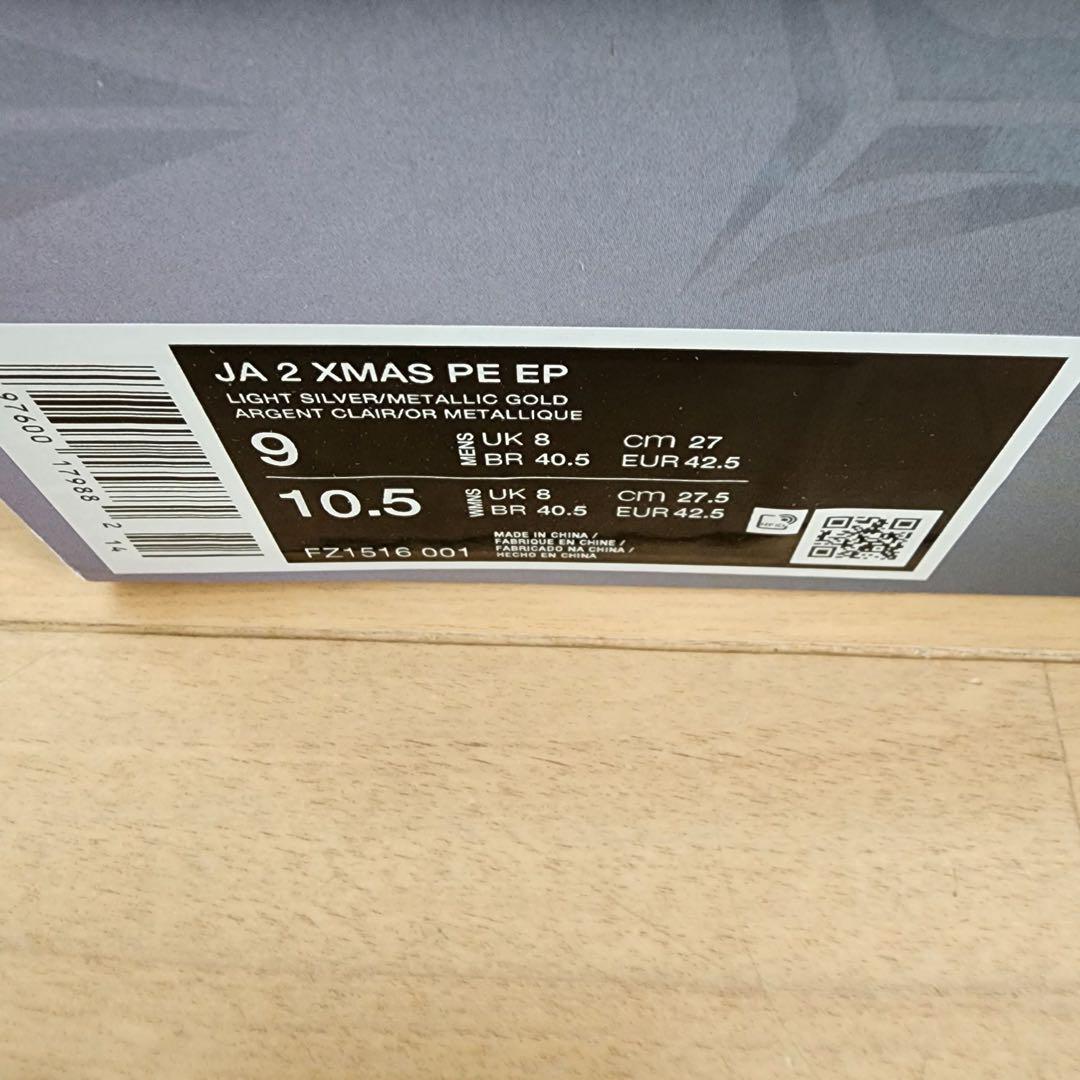 JA 2 XMAS PE EP
LIGHT SILVER/METALLIC GOLD
ARGENT CLAIR/OR METALLIQUE
9 MENS UK 8 cm 27
BR 40.5 EUR 42.5
10.5 WMNS UK 8 cm 27.5
BR 40.5 EUR 42.5
FZ1516 001
MADE IN CHINA /
FABRIQUE EN CHINE /
FABRICADO NA CHINA /
HECHO EN CHINA
97600 17988 2 14